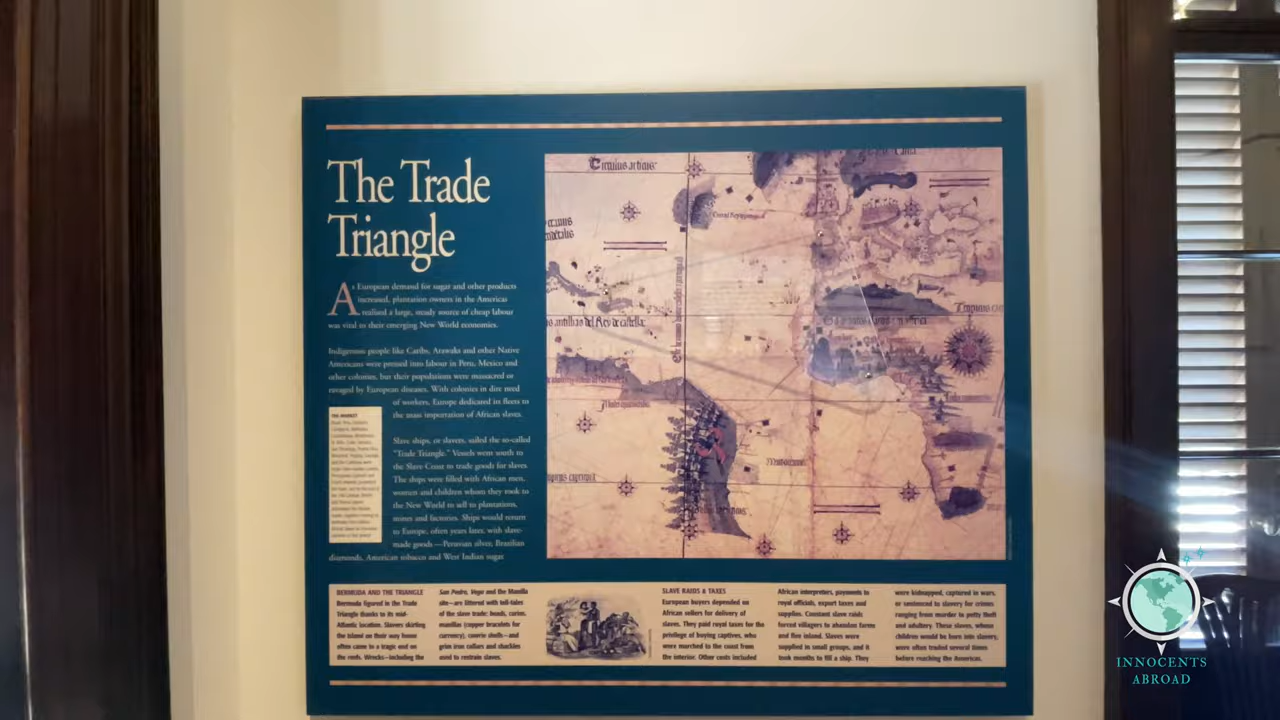 The Trade
Triangle
As European demand for sugar and other products
increased, plantation owners in the Americas
realised a large, steady source of cheap labour
was vital to their emerging New World economies.
Indigenous people like Caribs, Arawaks and other Native
Americans were pressed into labour in Peru, Mexico and
other colonies, but their populations were massacred or
ravaged by European diseases. With colonies in dire need
of workers, Europe dedicated its fleets to
the mass importation of African slaves.
Slave ships, or slavers, sailed the so-called
"Trade Triangle." Vessels went south to
the Slave Coast to trade goods for slaves.
The ships were filled with African men,
women and children whom they took to
the New World to sell to plantations,
mines and factories. Ships would return
to Europe, often years later, with slave-
made goods — Peruvian silver, Brazilian
diamonds, American tobacco and West Indian sugar.
THE MARKET
Circulus articus:
BERMUDA AND THE TRIANGLE
Bermuda figured in the Trade
Triangle thanks to its mid-
Atlantic location. Slavers skirting
the island on their way home
often came to a tragic end on
the reefs. Wrecks—including the
San Pedro, Vega and the Manilla
site—are littered with tell-tales
of the slave trade: beads, coins,
manillas (copper bracelets for
currency), cowrie shells—and
grim iron collars and shackles
used to restrain slaves.
SLAVE RAIDS & TAXES
European buyers depended on
African sellers for delivery of
slaves. They paid royal taxes for the
privilege of buying captives, who
were marched to the coast from
the interior. Other costs included
African interpreters, payments to
royal officials, export taxes and
supplies. Constant slave raids
forced villagers to abandon farms
and flee inland. Slaves were
supplied in small groups, and it
took months to fill a ship. They
were kidnapped, captured in wars,
or sentenced to slavery for crimes
ranging from murder to petty theft
and adultery. These slaves, whose
children would be born into slavery,
were often traded several times
before reaching the Americas.
INNOCENTS
ABROAD